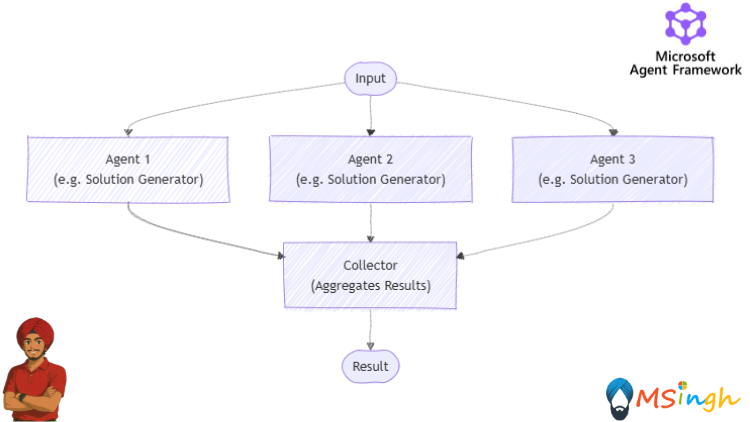 Microsoft
Agent Framework
Input
Agent 1
(e.g. Solution Generator)
Agent 2
(e.g. Solution Generator)
Agent 3
(e.g. Solution Generator)
Collector
(Aggregates Results)
Result
MSingh